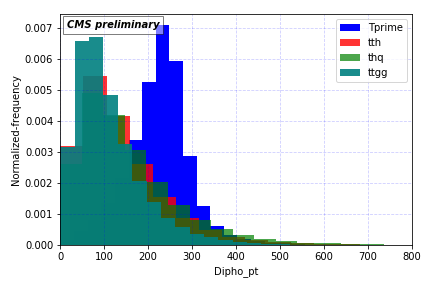 CMS preliminary
Tprime
tth
thq
ttgg
Normalized-frequency
0.007
0.006
0.005
0.004
0.003
0.002
0.001
0.000
0 100 200 300 400 500 600 700 800
Dipho_pt